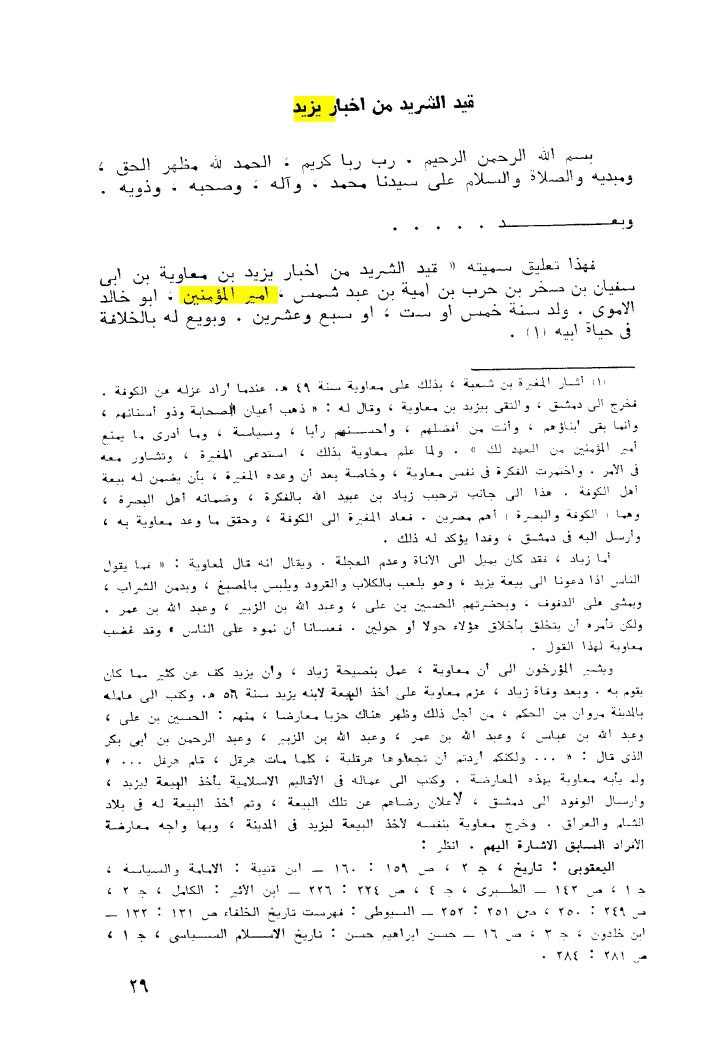 قيد الشريد من اخبار يزيد
بسم الله الرحمن الرحيم . رب ربا كريم ، الحمد لله مظهر الحق ،
ومبديه والصلاة والسلام على سيدنا محمد ، وآله ، وصحبه ، وذويه .
وبعـــــــد . . . . .
فهذا تعليق سميته « قيد الشريد من اخبار يزيد بن معاوية بن ابى
سفيان بن صخر بن حرب بن أمية بن عبد شمس ، امير المؤمنين ، ابو خالد
الاموى . ولد سنة خمس أو ست ، او سبع وعشرين . وبويع له بالخلافة
فى حياة ابيه (١) .
(١) أشار المغيرة بن شعبة ، بذلك على معاوية سنة ٤٩ هـ . عندما أراد عزله عن الكوفة .
فخرج الى دمشق ، والتقى بيزيد بن معاوية ، وقال له : « ذهب أعيان الصحابة وذو أسنانهم ،
وانما بقى أبناؤهم ، وأنت من أفضلهم ، وأحسنهم رأيا ، وسياسة ، وما أدرى ما يمنع
أمير المؤمنين من العهد لك » . ولما علم معاوية بذلك ، استدعى المغيرة ، وتشاور معه
فى الامر . واختمرت الفكرة فى نفس معاوية ، وخاصة بعد أن وعده المغيرة ، بأن يضمن له بيعة
أهل الكوفة . هذا الى جانب ترحيب زياد بن عبيد الله بالفكرة ، وضمانه أهل البصرة ،
وهما ( الكوفة والبصرة ) أهم مصرين . فعاد المغيرة الى الكوفة ، وحقق ما وعد معاوية به ،
وأرسل اليه فى دمشق ، وفدا يؤكد له ذلك .
أما زياد ، فقد كان يميل الى الأناة وعدم العجلة . ويقال انه قال لمعاوية : « فما يقول
الناس اذا دعونا الى بيعة يزيد ، وهو يلعب بالكلاب والقرود ويلبس بالمصبغ ، ويدمن الشراب ،
ويمشى على الدفوف ، وبحضرتهم الحسين بن على ، وعبد الله بن الزبير ، وعبد الله بن عمر .
ولكن تأمره أن يتخلق بأخلاق هؤلاء حولا أو حولين . فعسانا أن نموه على الناس » وقد غضب
معاوية لهذا القول .
ويشير المؤرخون الى أن معاوية ، عمل بنصيحة زياد ، وأن يزيد كف عن كثير مما كان
يقوم به . وبعد وفاة زياد ، عزم معاوية على أخذ البيعة لابنه يزيد سنة ٥٦ هـ . وكتب الى عامله
بالمدينة مروان بن الحكم ، من أجل ذلك وظهر هناك حزبا معارضا ، منهم : الحسين بن على ،
وعبد الله بن عباس ، وعبد الله بن عمر ، وعبد الله بن الزبير ، وعبد الرحمن بن أبى بكر
الذى قال : « ... ولكنكم أردتم أن تجعلوها هرقلية ، كلما مات هرقل ، قام هرقل ... »
ولم يأبه معاوية بهذه المعارضة . وكتب الى عماله فى الأقاليم الاسلامية بأخذ البيعة ليزيد ،
وارسال الوفود الى دمشق ، لأعلان رضاهم عن تلك البيعة ، وتم أخذ البيعة له فى بلاد
الشام والعراق . وخرج معاوية بنفسه لأخذ البيعة ليزيد فى المدينة ، وبها واجه معارضة
الأفراد السابق الاشارة اليهم . انظر :
اليعقوبى : تاريخ ، ج ٢ ، ص ١٥٩ : ١٦٠ ــ ابن قتيبة : الامامة والسياسة ،
ج ١ ، ص ١٤٢ ــ الطبرى ، ج ٤ ، ص ٢٢٤ : ٢٢٦ ــ ابن الأثير : الكامل ، ج ٢ ،
ص ٢٤٩ : ٢٥٠ ، ص ٢٥١ : ٢٥٢ ــ السيوطى : فهرست تاريخ الخلفاء ص ١٣١ : ١٣٢ ــ
ابن خلدون ، ج ٣ ، ص ١٦ ــ حسن ابراهيم حسن : تاريخ الاسلام السياسى ، ج ١ ،
ص ٢٨١ : ٢٨٤ .
٢٩